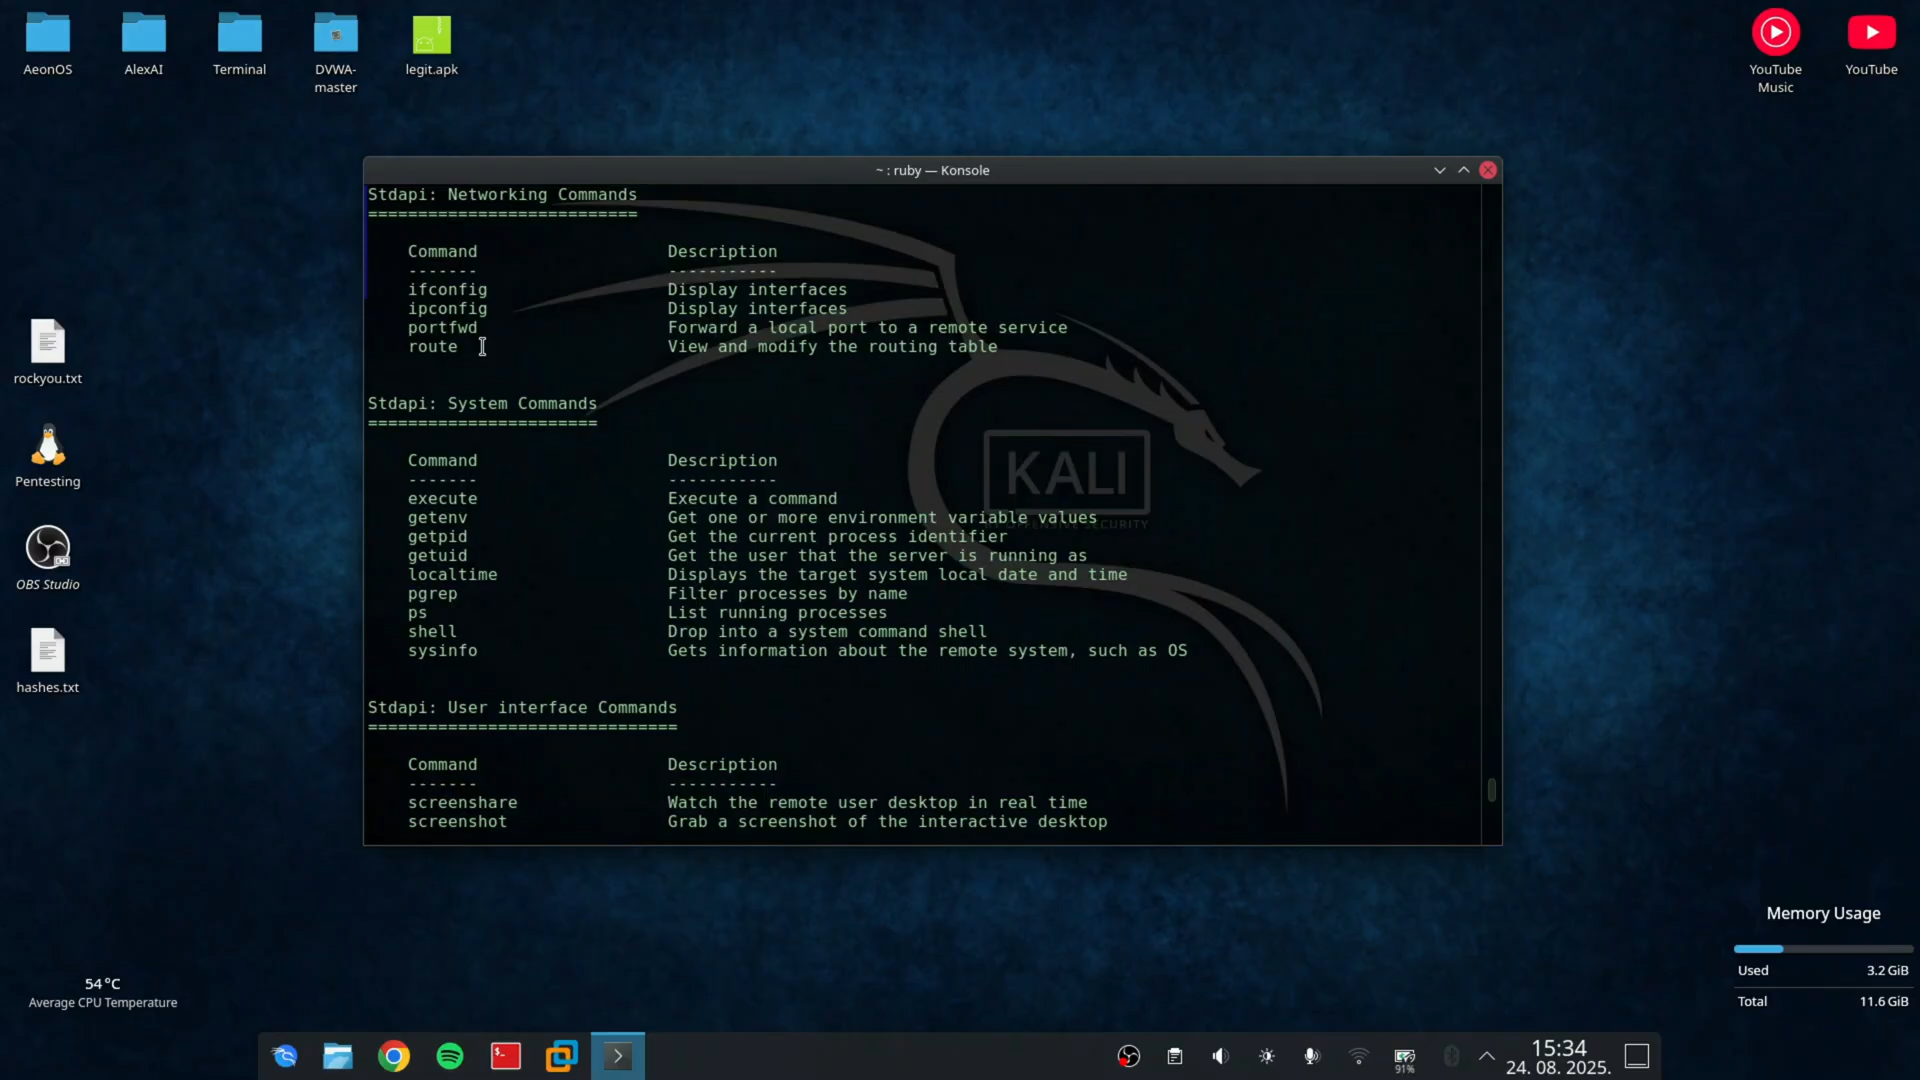 AeonOS
AlexAI
Terminal
DVWA-
master
legit.apk
YouTube
Music
YouTube
~ : ruby — Konsole
Stdapi: Networking Commands
===========================
Command Description
------- -----------
ifconfig Display interfaces
ipconfig Display interfaces
portfwd Forward a local port to a remote service
route View and modify the routing table
Stdapi: System Commands
======================
Command Description
------- -----------
execute Execute a command
getenv Get one or more environment variable values
getpid Get the current process identifier
getuid Get the user that the server is running as
localtime Displays the target system local date and time
pgrep Filter processes by name
ps List running processes
shell Drop into a system command shell
sysinfo Gets information about the remote system, such as OS
Stdapi: User interface Commands
===============================
Command Description
------- -----------
screenshare Watch the remote user desktop in real time
screenshot Grab a screenshot of the interactive desktop
KALI
BY OFFENSIVE SECURITY
rockyou.txt
Pentesting
OBS Studio
hashes.txt
54 °C
Average CPU Temperature
Memory Usage
Used 3.2 GiB
Total 11.6 GiB
$-
91%
15:34
24. 08. 2025.